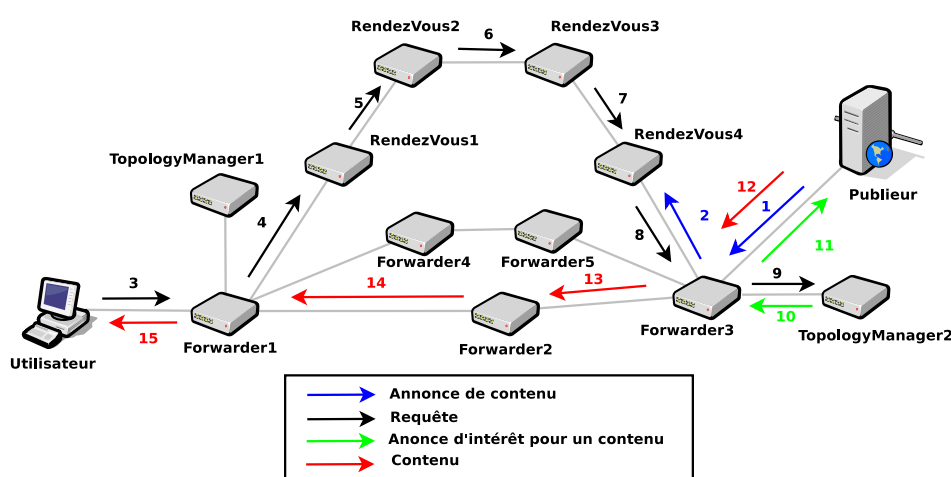 RendezVous2
6
RendezVous3
5
7
TopologyManager1
RendezVous1
RendezVous4
4
12
2
1
Publieur
8
11
Forwarder4
Forwarder5
3
14
13
9
10
15
Utilisateur
Forwarder1
Forwarder2
Forwarder3
TopologyManager2
Annonce de contenu
Requête
Anonce d'intérêt pour un contenu
Contenu